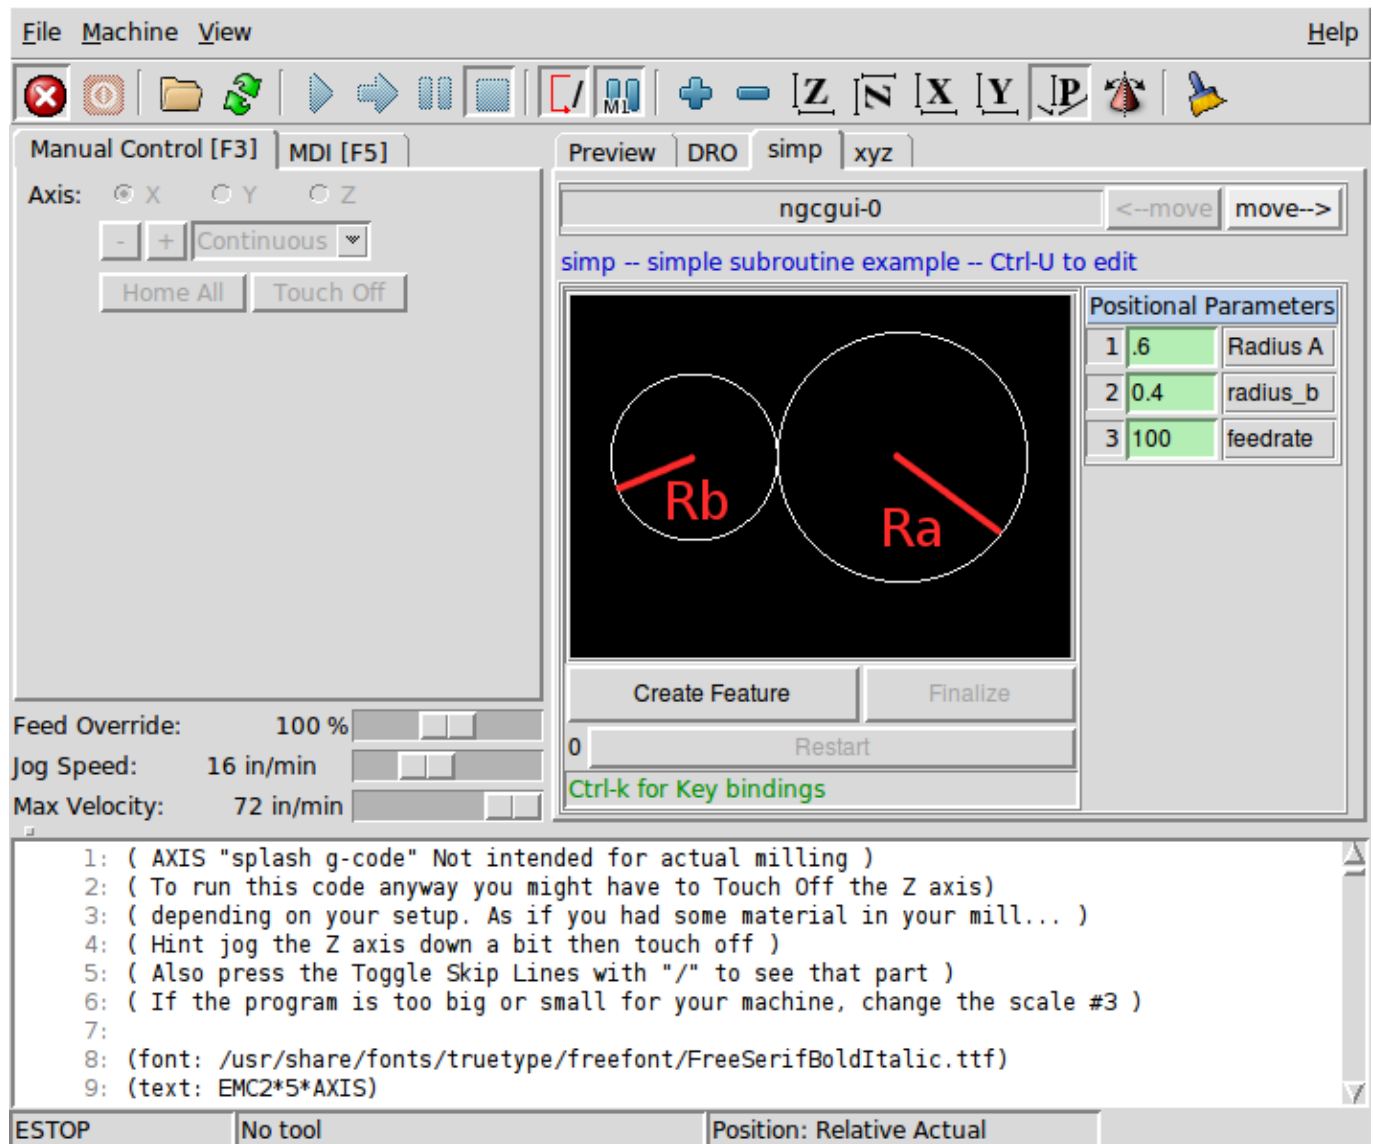 File Machine View Help
M1 Z N X Y P
Manual Control [F3] MDI [F5]
Axis: X Y Z
- + Continuous
Home All Touch Off
Feed Override: 100 %
Jog Speed: 16 in/min
Max Velocity: 72 in/min
Preview DRO simp xyz
ngcgui-0 <--move move-->
simp -- simple subroutine example -- Ctrl-U to edit
Rb
Ra
Positional Parameters
1 .6 Radius A
2 0.4 radius_b
3 100 feedrate
Create Feature Finalize
0 Restart
Ctrl-k for Key bindings
1: ( AXIS "splash g-code" Not intended for actual milling )
2: ( To run this code anyway you might have to Touch Off the Z axis)
3: ( depending on your setup. As if you had some material in your mill... )
4: ( Hint jog the Z axis down a bit then touch off )
5: ( Also press the Toggle Skip Lines with "/" to see that part )
6: ( If the program is too big or small for your machine, change the scale #3 )
7:
8: (font: /usr/share/fonts/truetype/freefont/FreeSerifBoldItalic.ttf)
9: (text: EMC2*5*AXIS)
ESTOP No tool Position: Relative Actual